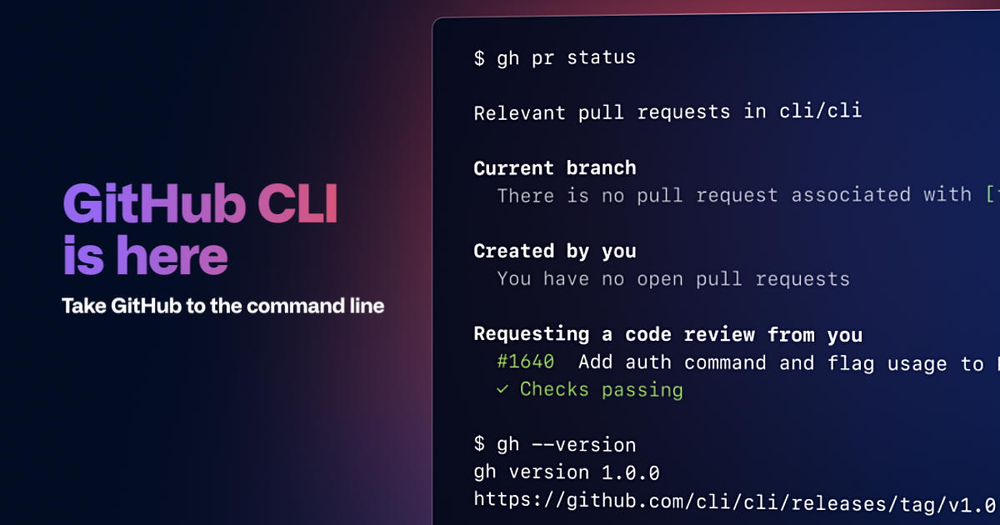 GitHub CLI
is here
Take GitHub to the command line
$ gh pr status
Relevant pull requests in cli/cli
Current branch
There is no pull request associated with [
Created by you
You have no open pull requests
Requesting a code review from you
#1640 Add auth command and flag usage to
✓ Checks passing
$ gh --version
gh version 1.0.0
https://github.com/cli/cli/releases/tag/v1.0